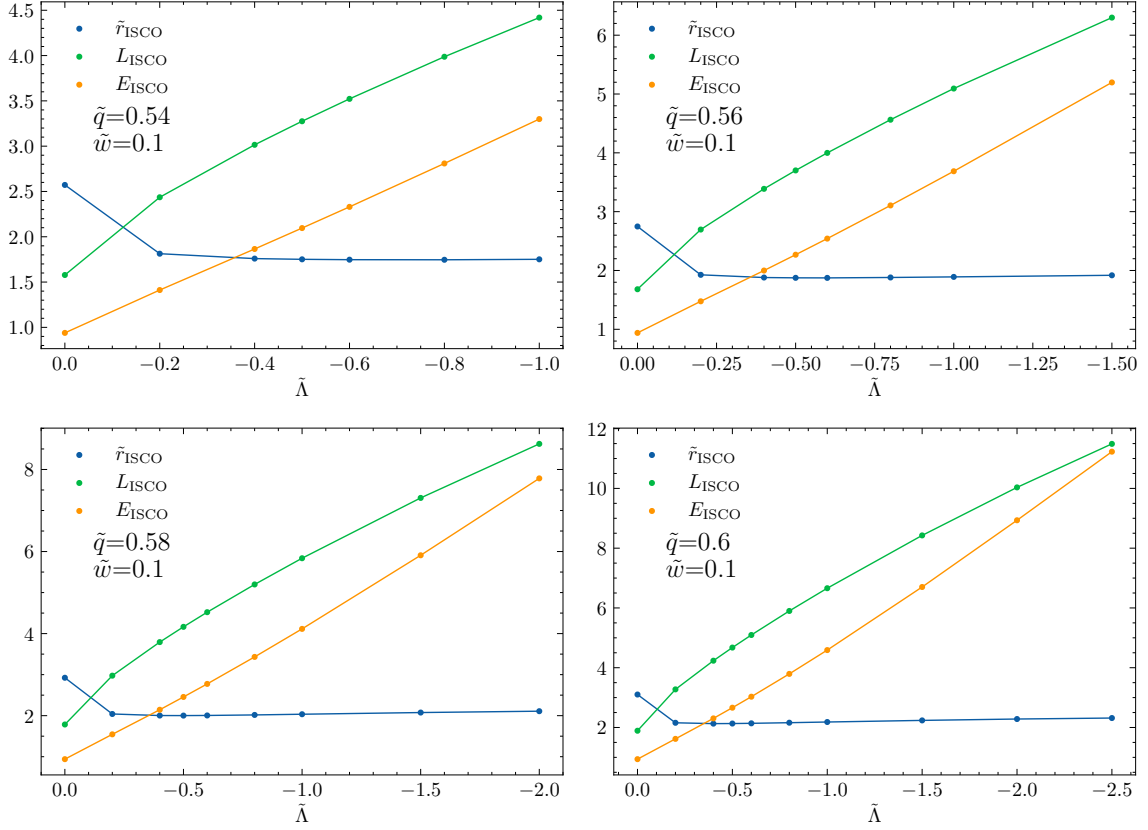 4.5
4.0
3.5
3.0
2.5
2.0
1.5
1.0
r̃ISCO
LISCO
EISCO
q̃=0.54
w̃=0.1
0.0 −0.2 −0.4 −0.6 −0.8 −1.0
Λ̃
6
5
4
3
2
1
r̃ISCO
LISCO
EISCO
q̃=0.56
w̃=0.1
0.00 −0.25 −0.50 −0.75 −1.00 −1.25 −1.50
Λ̃
8
6
4
2
r̃ISCO
LISCO
EISCO
q̃=0.58
w̃=0.1
0.0 −0.5 −1.0 −1.5 −2.0
Λ̃
12
10
8
6
4
2
r̃ISCO
LISCO
EISCO
q̃=0.6
w̃=0.1
0.0 −0.5 −1.0 −1.5 −2.0 −2.5
Λ̃